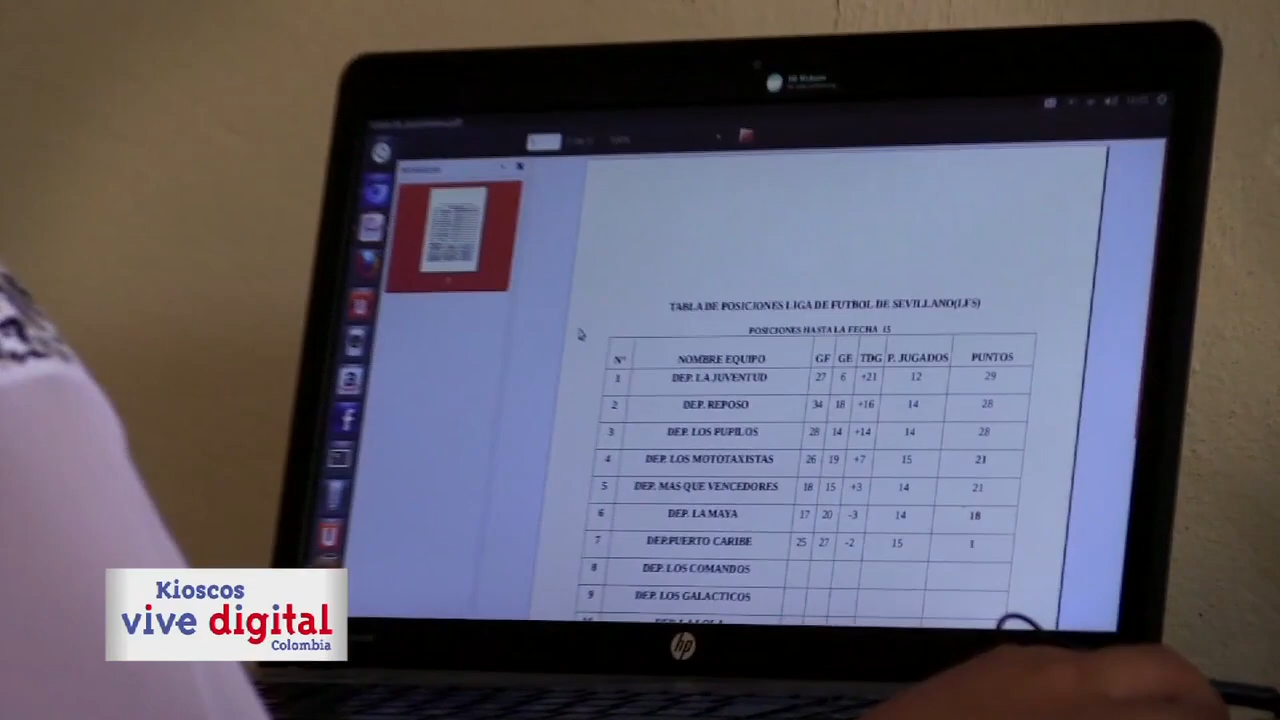 TABLA DE POSICIONES LIGA DE FUTBOL DE SEVILLANO(LFS)
POSICIONES HASTA LA FECHA 15
Nº NOMBRE EQUIPO GF GE TDG P. JUGADOS PUNTOS
1 DEP. LA JUVENTUD 27 6 +21 12 29
2 DEP. REPOSO 34 18 +16 14 28
3 DEP. LOS PUPILOS 28 14 +14 14 28
4 DEP. LOS MOTOTAXISTAS 26 19 +7 15 21
5 DEP. MAS QUE VENCEDORES 18 15 +3 14 21
6 DEP. LA MAYA 17 20 -3 14 18
7 DEP.PUERTO CARIBE 25 27 -2 15 1
8 DEP. LOS COMANDOS
9 DEP. LOS GALACTICOS
hp
Kioscos
vive digital
Colombia